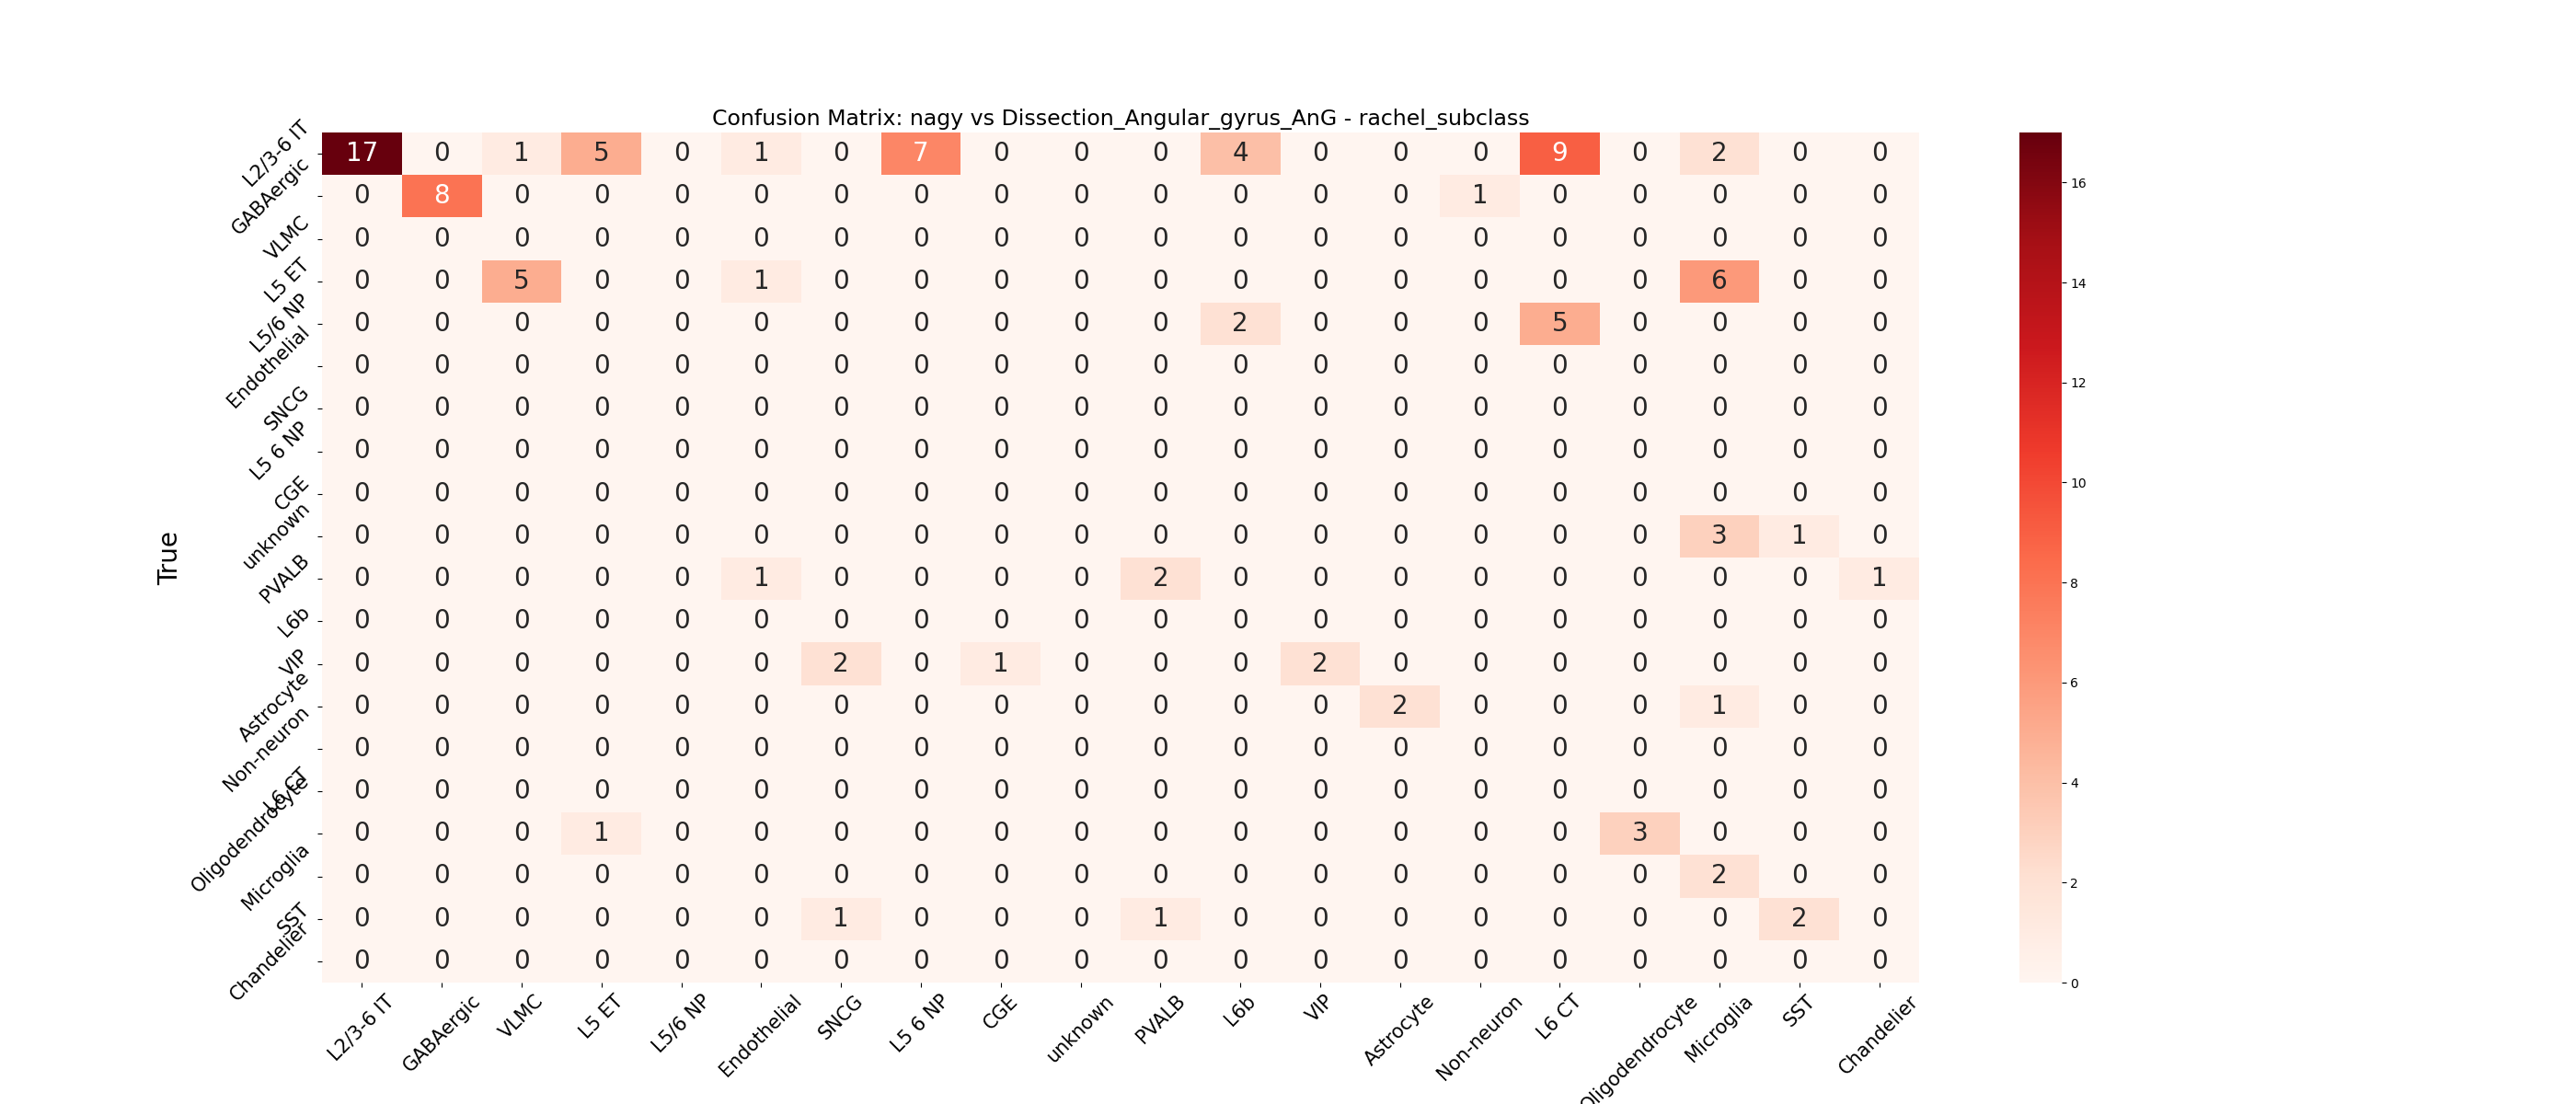 Confusion Matrix: nagy vs Dissection_Angular_gyrus_AnG - rachel_subclass
True
L2/3-6 IT 17 0 1 5 0 1 0 7 0 0 0 4 0 0 0 9 0 2 0 0
GABAergic 0 8 0 0 0 0 0 0 0 0 0 0 0 0 1 0 0 0 0 0
VLMC 0 0 0 0 0 0 0 0 0 0 0 0 0 0 0 0 0 0 0 0
L5 ET 0 0 5 0 0 1 0 0 0 0 0 0 0 0 0 0 0 6 0 0
L5/6 NP 0 0 0 0 0 0 0 0 0 0 0 2 0 0 0 5 0 0 0 0
Endothelial 0 0 0 0 0 0 0 0 0 0 0 0 0 0 0 0 0 0 0 0
SNCG 0 0 0 0 0 0 0 0 0 0 0 0 0 0 0 0 0 0 0 0
L5 6 NP 0 0 0 0 0 0 0 0 0 0 0 0 0 0 0 0 0 0 0 0
CGE 0 0 0 0 0 0 0 0 0 0 0 0 0 0 0 0 0 0 0 0
unknown 0 0 0 0 0 0 0 0 0 0 0 0 0 0 0 0 0 3 1 0
PVALB 0 0 0 0 0 1 0 0 0 0 2 0 0 0 0 0 0 0 0 1
L6b 0 0 0 0 0 0 0 0 0 0 0 0 0 0 0 0 0 0 0 0
VIP 0 0 0 0 0 0 2 0 1 0 0 0 2 0 0 0 0 0 0 0
Astrocyte 0 0 0 0 0 0 0 0 0 0 0 0 0 2 0 0 0 1 0 0
Non-neuron 0 0 0 0 0 0 0 0 0 0 0 0 0 0 0 0 0 0 0 0
L6 CT 0 0 0 0 0 0 0 0 0 0 0 0 0 0 0 0 0 0 0 0
Oligodendrocyte 0 0 0 1 0 0 0 0 0 0 0 0 0 0 0 0 3 0 0 0
Microglia 0 0 0 0 0 0 0 0 0 0 0 0 0 0 0 0 0 2 0 0
SST 0 0 0 0 0 0 1 0 0 0 1 0 0 0 0 0 0 0 2 0
Chandelier 0 0 0 0 0 0 0 0 0 0 0 0 0 0 0 0 0 0 0 0
L2/3-6 IT GABAergic VLMC L5 ET L5/6 NP Endothelial SNCG L5 6 NP CGE unknown PVALB L6b VIP Astrocyte Non-neuron L6 CT Oligodendrocyte Microglia SST Chandelier
16
14
12
10
8
6
4
2
0